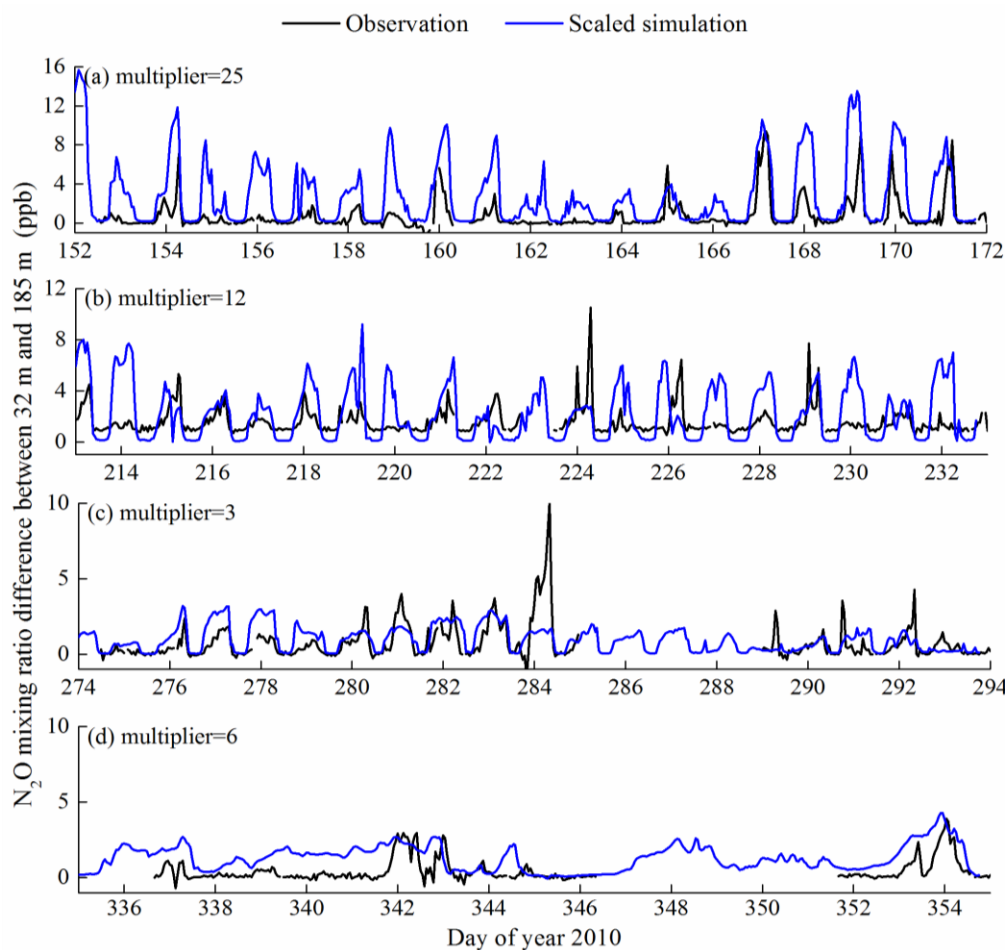 Observation Scaled simulation
N₂O mixing ratio difference between 32 m and 185 m (ppb)
(a) multiplier=25
16
12
8
4
0
152 154 156 158 160 162 164 166 168 170 172
(b) multiplier=12
12
8
4
0
214 216 218 220 222 224 226 228 230 232
(c) multiplier=3
10
5
0
274 276 278 280 282 284 286 288 290 292 294
(d) multiplier=6
10
5
0
336 338 340 342 344 346 348 350 352 354
Day of year 2010